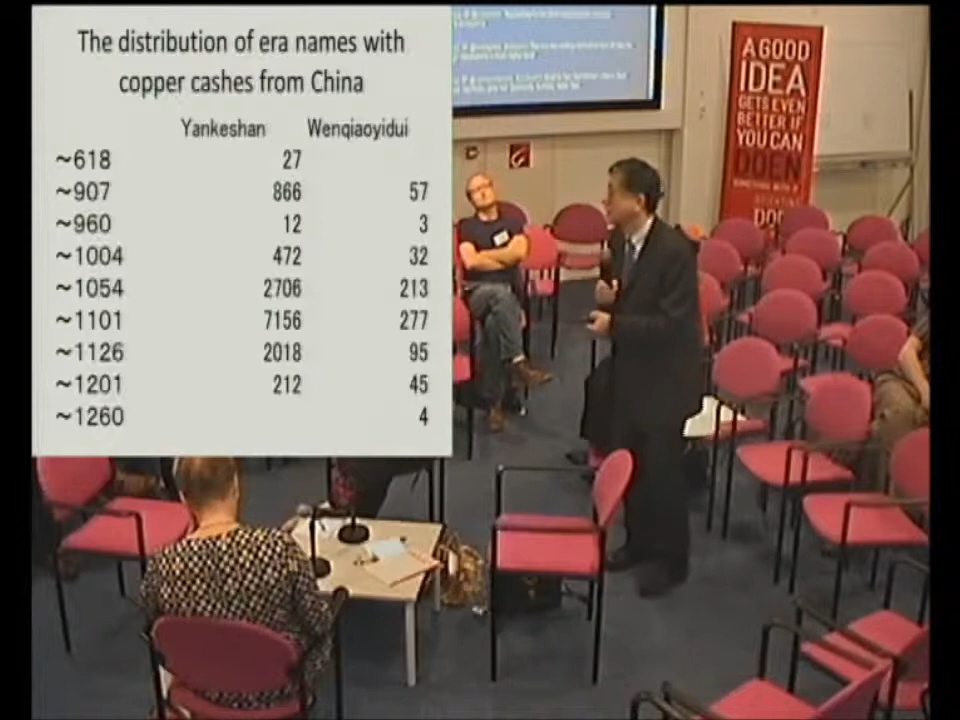 The distribution of era names with
copper cashes from China
Yankeshan Wenqiaoyidui
~618 27
~907 866 57
~960 12 3
~1004 472 32
~1054 2706 213
~1101 7156 277
~1126 2018 95
~1201 212 45
~1260 4
A GOOD
IDEA
GETS EVEN
BETTER IF
YOU CAN
DOEN